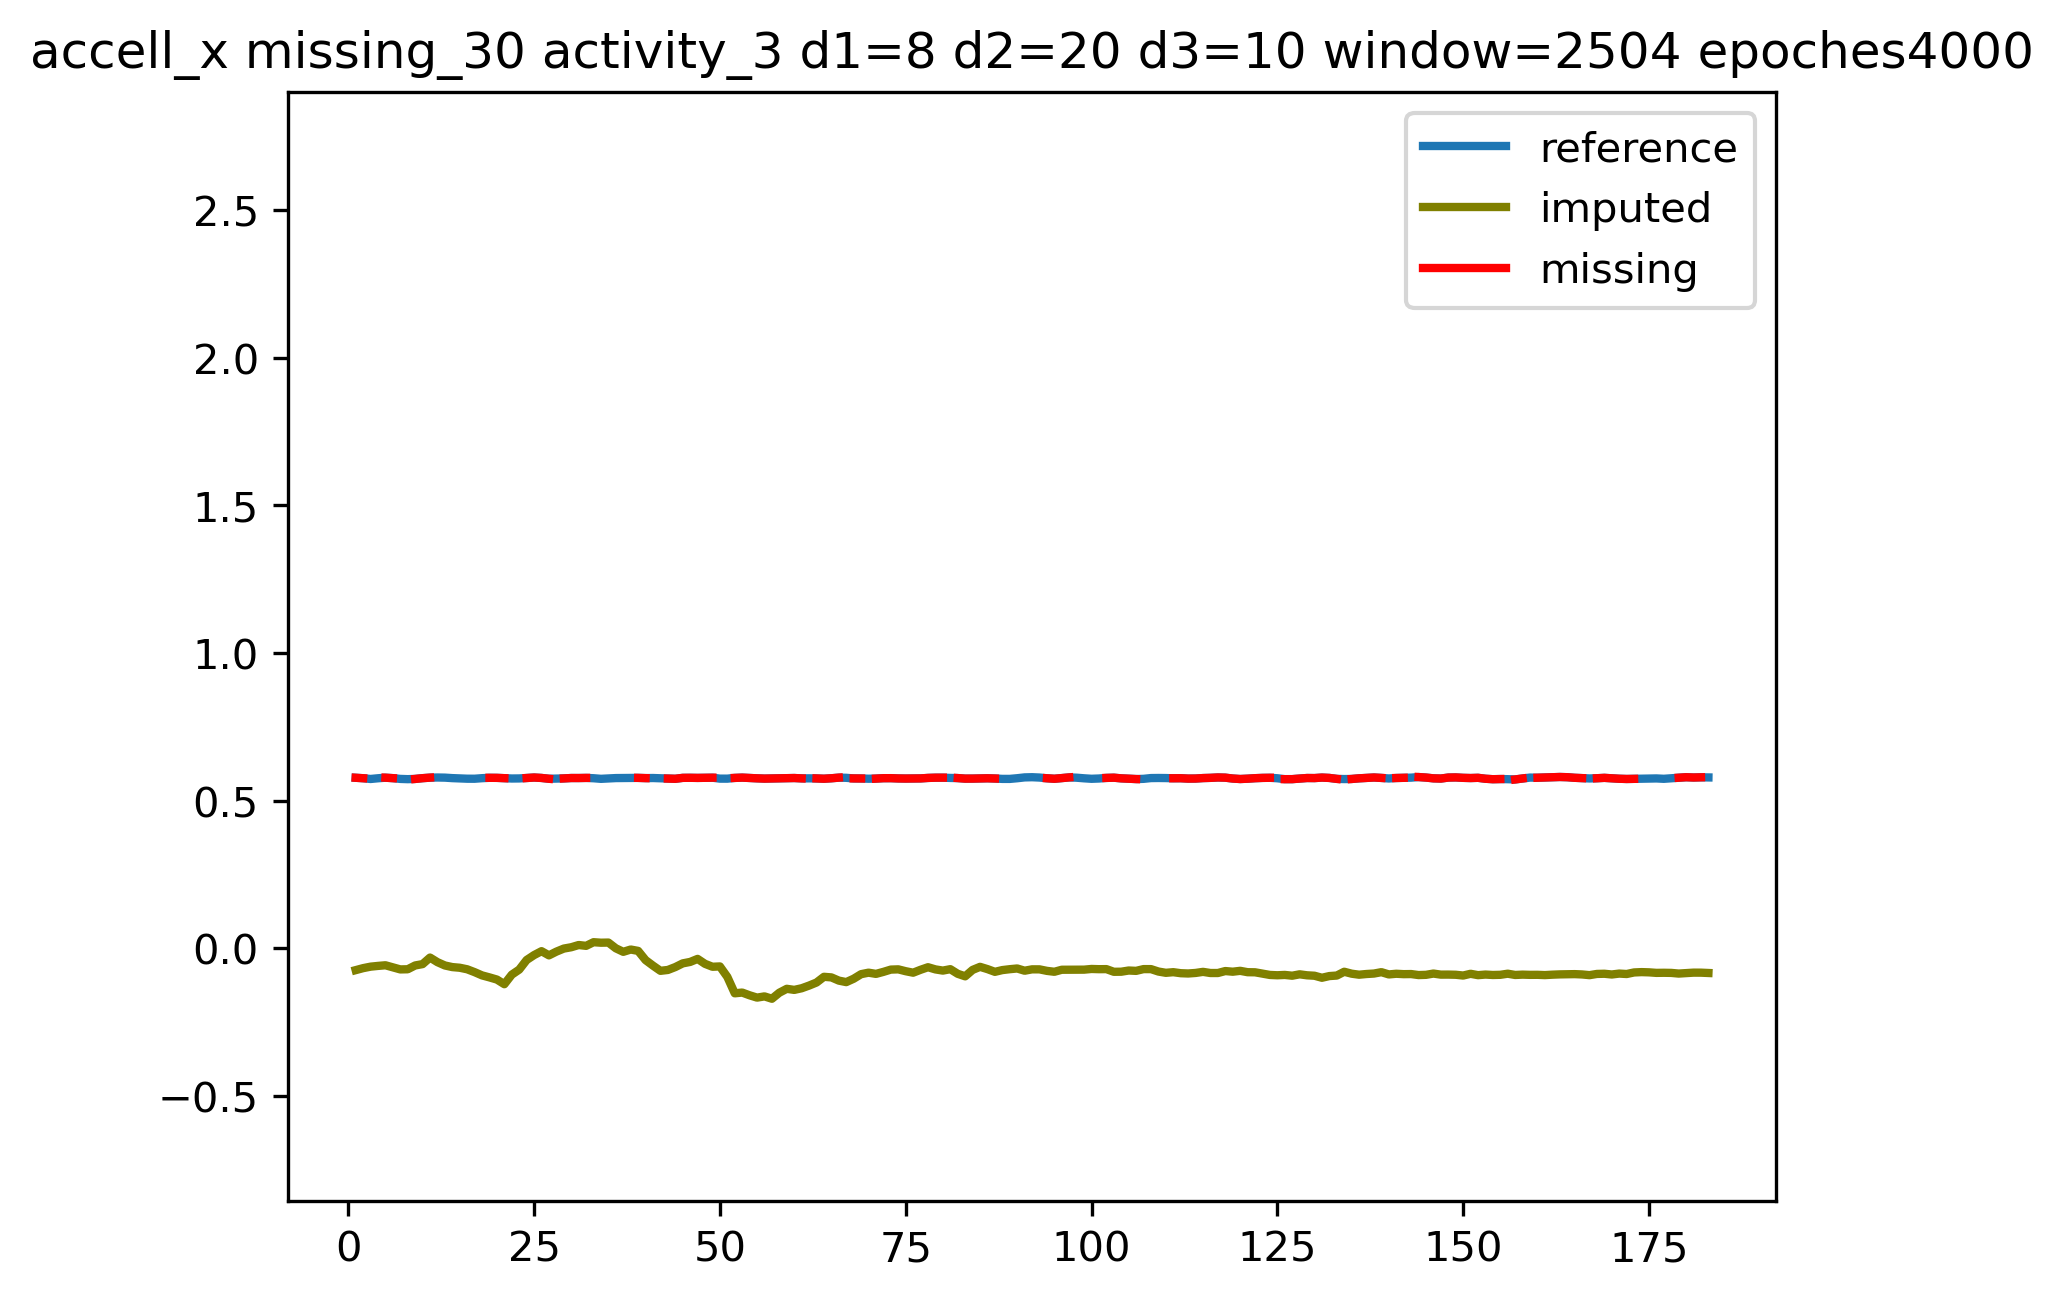 accell_x missing_30 activity_3 d1=8 d2=20 d3=10 window=2504 epoches4000
reference
imputed
missing
2.5
2.0
1.5
1.0
0.5
0.0
−0.5
0 25 50 75 100 125 150 175